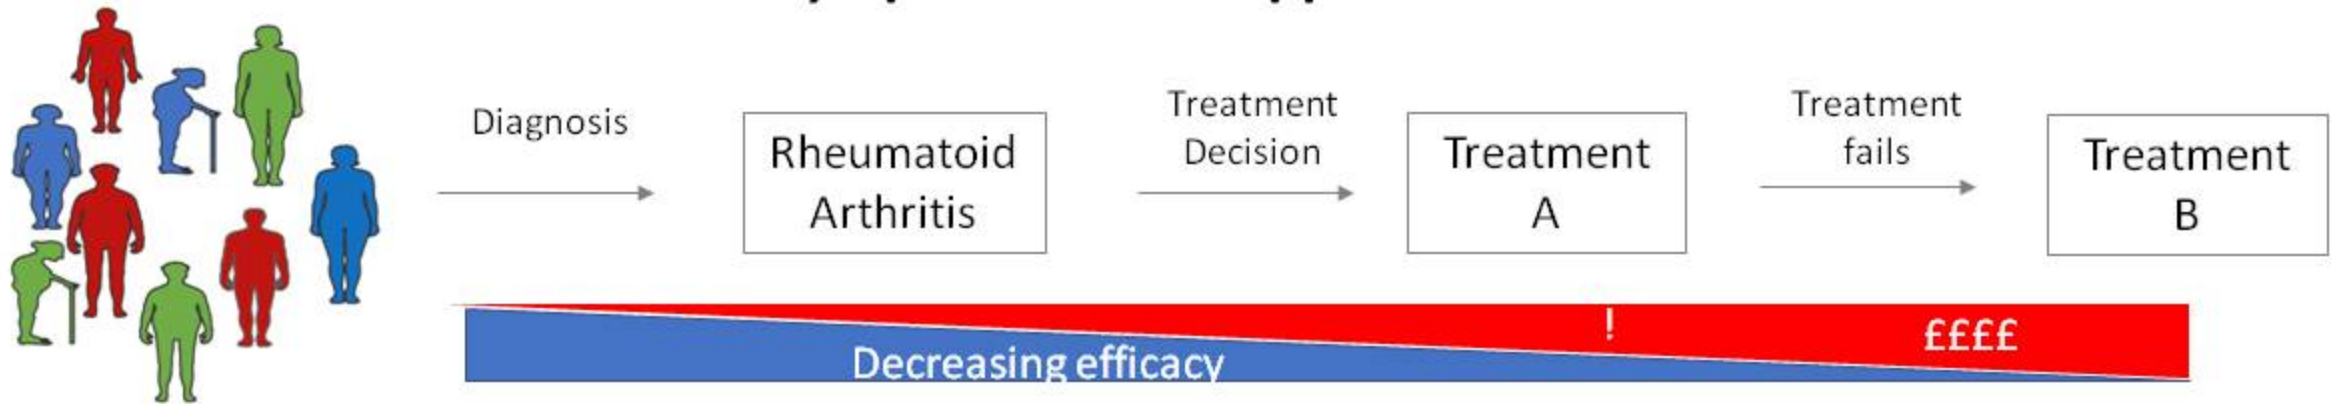 Diagnosis
Rheumatoid
Arthritis
Treatment
Decision
Treatment
A
Treatment
fails
Treatment
B
!
££££
Decreasing efficacy